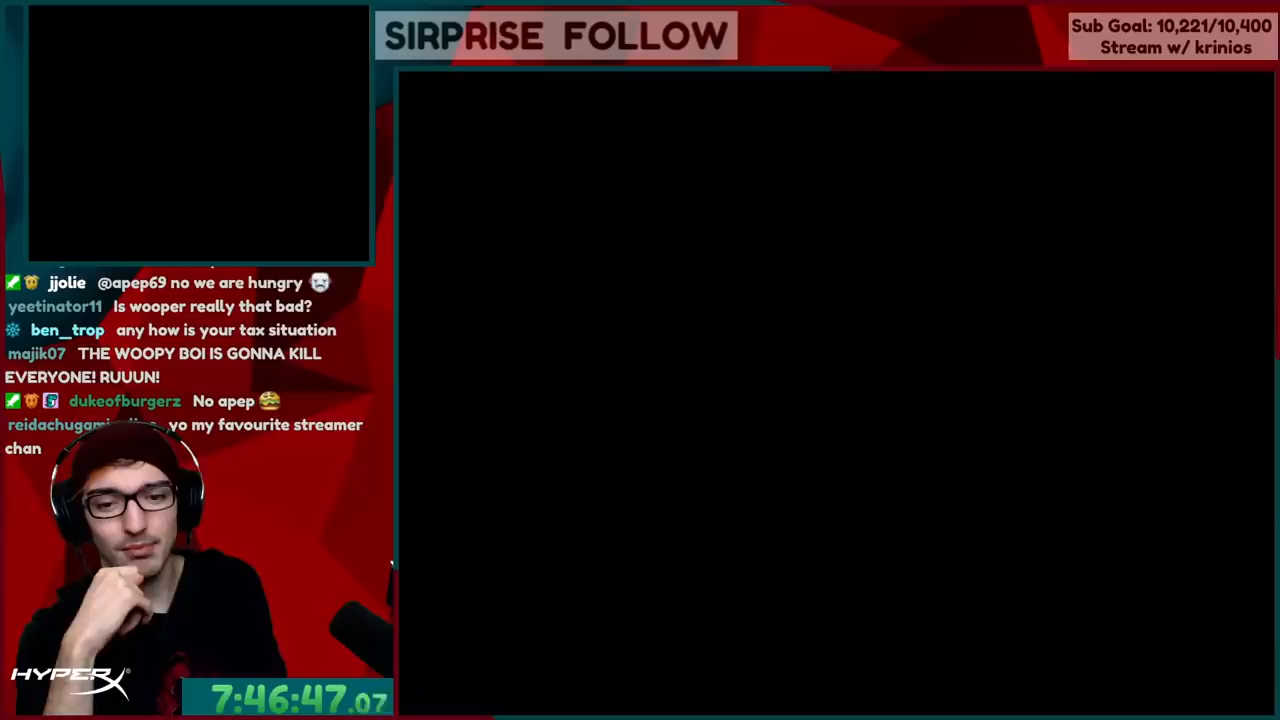 SIRPRISE FOLLOW
Sub Goal: 10,221/10,400
Stream w/ krinios
jjolie @apep69 no we are hungry
yeetinator11 Is wooper really that bad?
ben_trop any how is your tax situation
majik07 THE WOOPY BOI IS GONNA KILL
EVERYONE! RUUUN!
dukeofburgerz No apep
yo my favourite streamer
chan
HYPERX
7:46:47.07